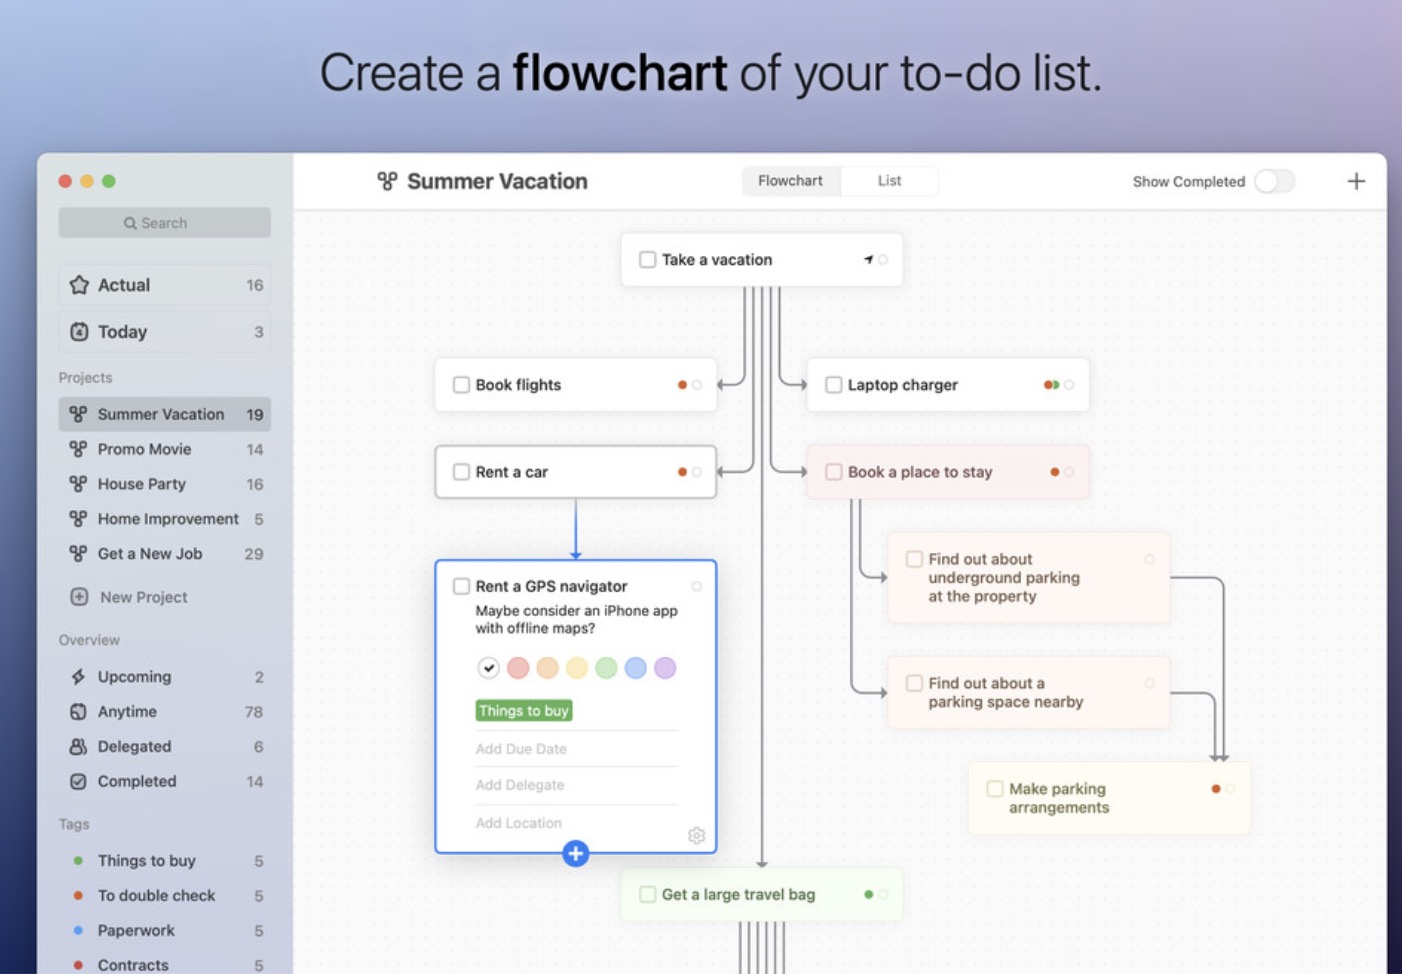 Create a flowchart of your to-do list.
Search
Actual 16
4
Today 3
Projects
Summer Vacation 19
Promo Movie 14
House Party 16
Home Improvement 5
Get a New Job 29
New Project
Overview
Upcoming 2
Anytime 78
Delegated 6
Completed 14
Tags
Things to buy 5
To double check 5
Paperwork 5
Contracts 5
Summer Vacation
Flowchart
List
Show Completed
Take a vacation
Book flights
Laptop charger
Rent a car
Book a place to stay
Rent a GPS navigator
Maybe consider an iPhone app
with offline maps?
Things to buy
Add Due Date
Add Delegate
Add Location
Find out about
underground parking
at the property
Find out about a
parking space nearby
Make parking
arrangements
Get a large travel bag